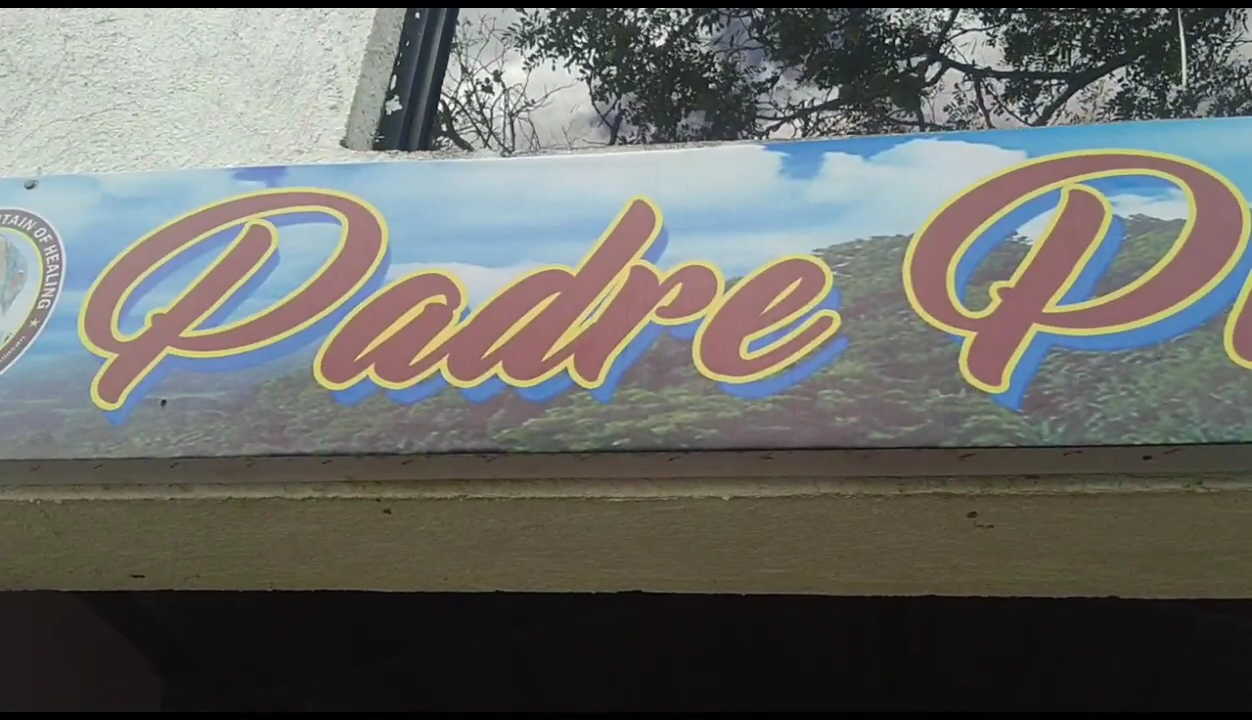 TAIN OF HEALING ★
Padre P